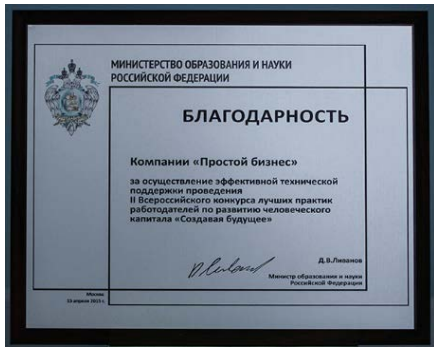 МИНИСТЕРСТВО ОБРАЗОВАНИЯ И НАУКИ
РОССИЙСКОЙ ФЕДЕРАЦИИ
БЛАГОДАРНОСТЬ
Компании «Простой бизнес»
за осуществление эффективной технической
поддержки проведения
II Всероссийского конкурса лучших практик
работодателей по развитию человеческого
капитала «Создавая будущее»
Д.В.Ливанов
Министр образования и науки
Российской Федерации
Москва
апреля